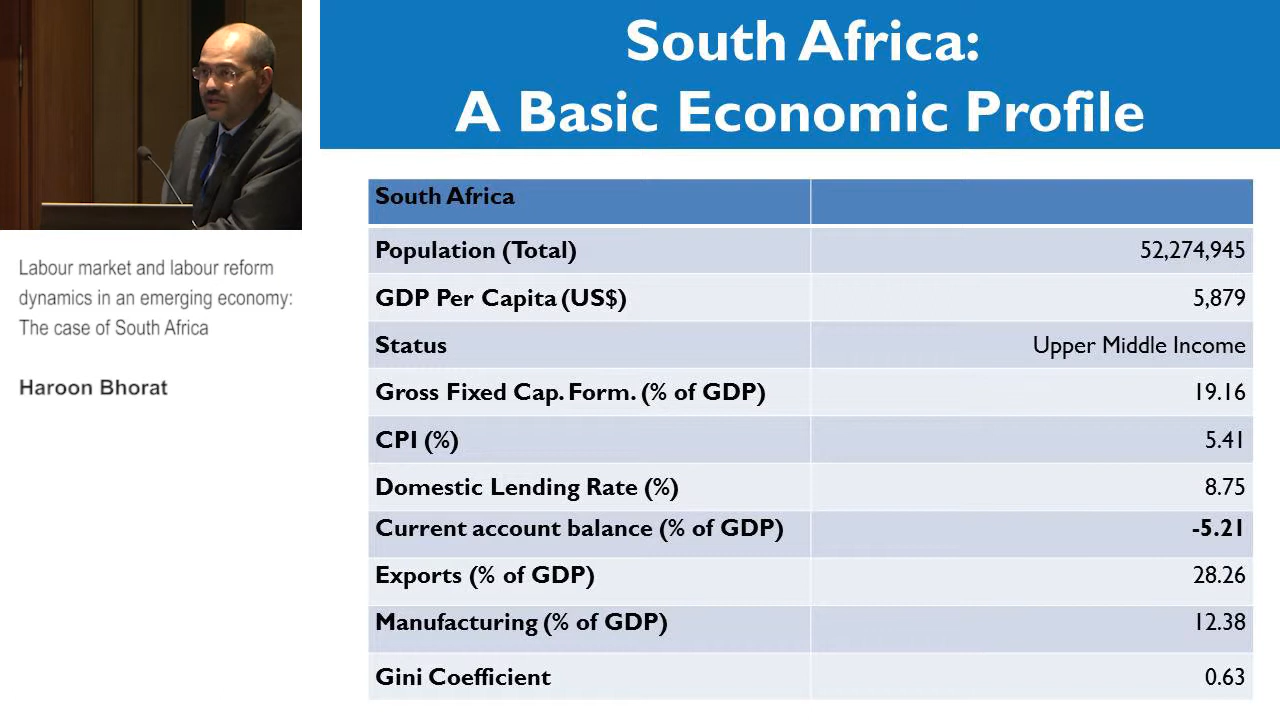 South Africa:
A Basic Economic Profile
Labour market and labour reform
dynamics in an emerging economy:
The case of South Africa
Haroon Bhorat
South Africa
Population (Total) 52,274,945
GDP Per Capita (US$) 5,879
Status Upper Middle Income
Gross Fixed Cap. Form. (% of GDP) 19.16
CPI (%) 5.41
Domestic Lending Rate (%) 8.75
Current account balance (% of GDP) -5.21
Exports (% of GDP) 28.26
Manufacturing (% of GDP) 12.38
Gini Coefficient 0.63